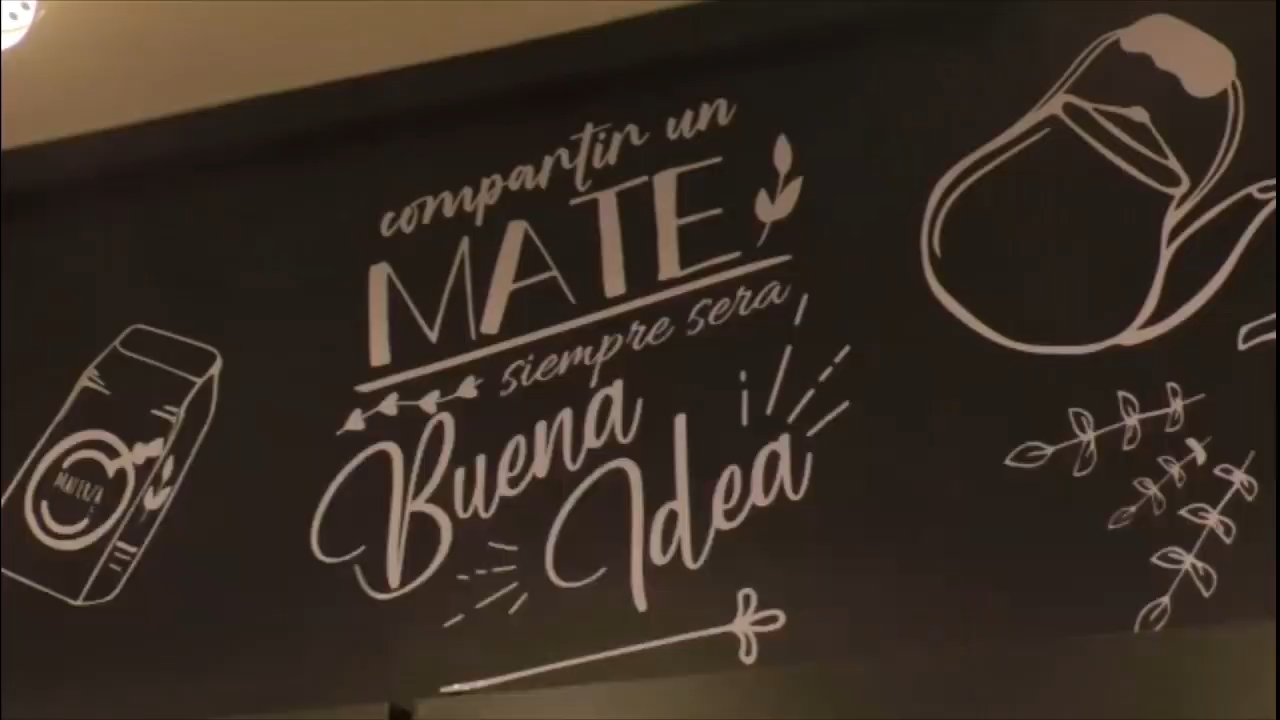 compartir un
MATE
siempre sera
Buena
Idea